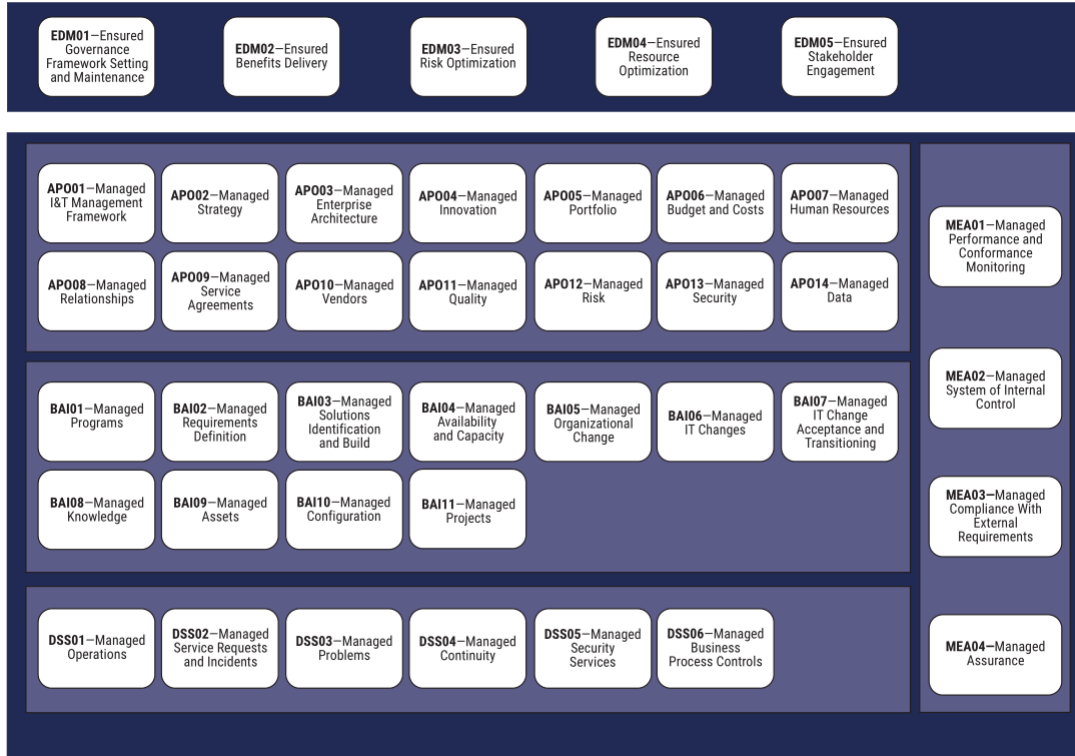 EDM01—Ensured
Governance
Framework Setting
and Maintenance
EDM02—Ensured
Benefits Delivery
EDM03—Ensured
Risk Optimization
EDM04—Ensured
Resource
Optimization
EDM05—Ensured
Stakeholder
Engagement
APO01—Managed
I&T Management
Framework
APO02—Managed
Strategy
APO03—Managed
Enterprise
Architecture
APO04—Managed
Innovation
APO05—Managed
Portfolio
APO06—Managed
Budget and Costs
APO07—Managed
Human Resources
APO08—Managed
Relationships
APO09—Managed
Service
Agreements
APO10—Managed
Vendors
APO11—Managed
Quality
APO12—Managed
Risk
APO13—Managed
Security
APO14—Managed
Data
BAI01—Managed
Programs
BAI02—Managed
Requirements
Definition
BAI03—Managed
Solutions
Identification
and Build
BAI04—Managed
Availability
and Capacity
BAI05—Managed
Organizational
Change
BAI06—Managed
IT Changes
BAI07—Managed
IT Change
Acceptance and
Transitioning
BAI08—Managed
Knowledge
BAI09—Managed
Assets
BAI10—Managed
Configuration
BAI11—Managed
Projects
DSS01—Managed
Operations
DSS02—Managed
Service Requests
and Incidents
DSS03—Managed
Problems
DSS04—Managed
Continuity
DSS05—Managed
Security
Services
DSS06—Managed
Business
Process Controls
MEA01—Managed
Performance and
Conformance
Monitoring
MEA02—Managed
System of Internal
Control
MEA03—Managed
Compliance With
External
Requirements
MEA04—Managed
Assurance